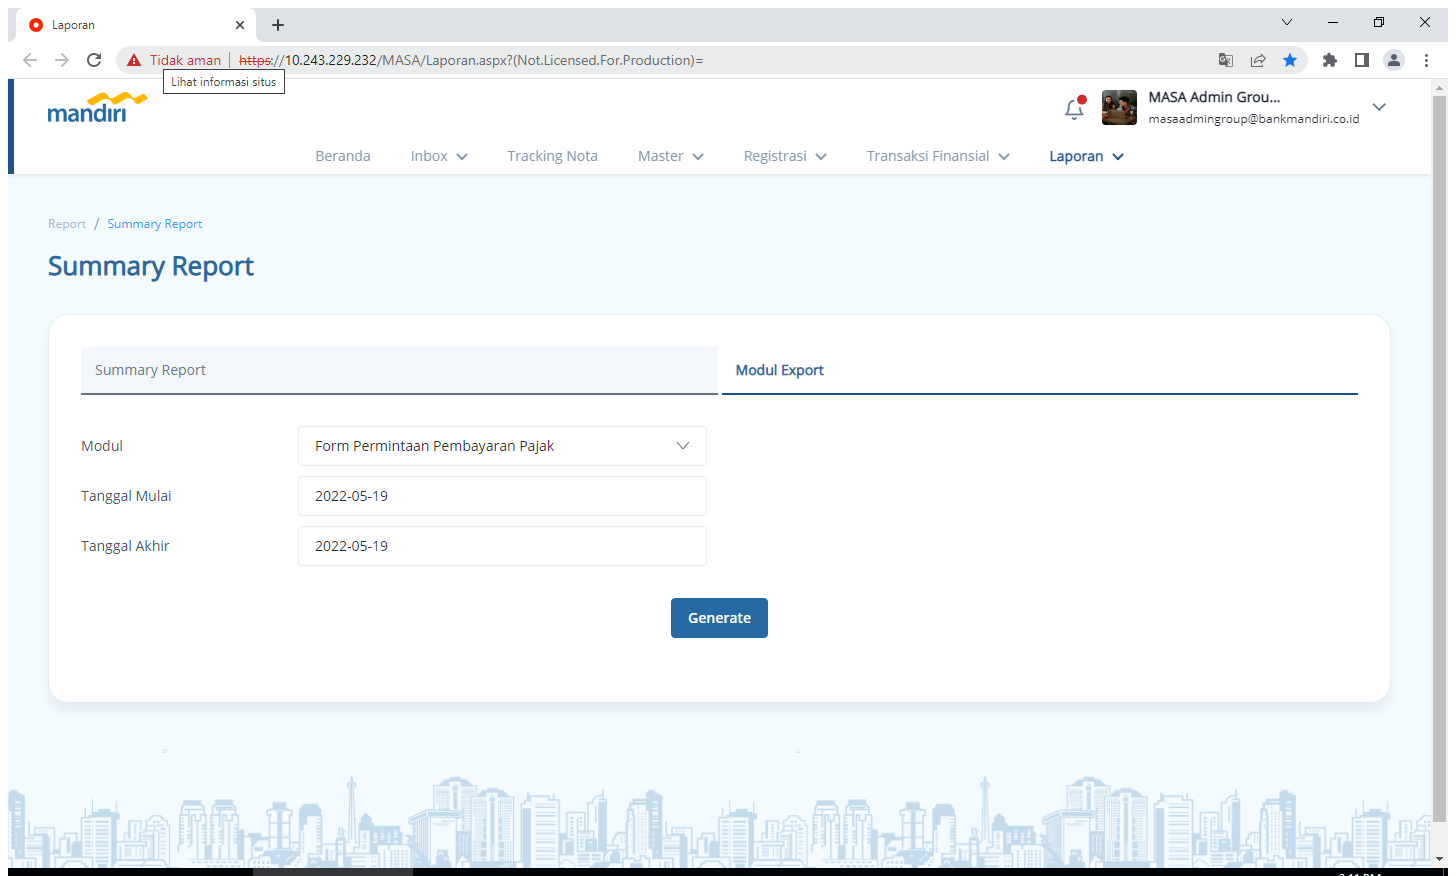 Laporan
Tidak aman
https://10.243.229.232/MASA/Laporan.aspx?(Not.Licensed.For.Production)=
Lihat informasi situs
mandiri
MASA Admin Grou...
masaadmingroup@bankmandiri.co.id
Beranda
Inbox
Tracking Nota
Master
Registrasi
Transaksi Finansial
Laporan
Report / Summary Report
Summary Report
Summary Report
Modul Export
Modul
Form Permintaan Pembayaran Pajak
Tanggal Mulai
2022-05-19
Tanggal Akhir
2022-05-19
Generate